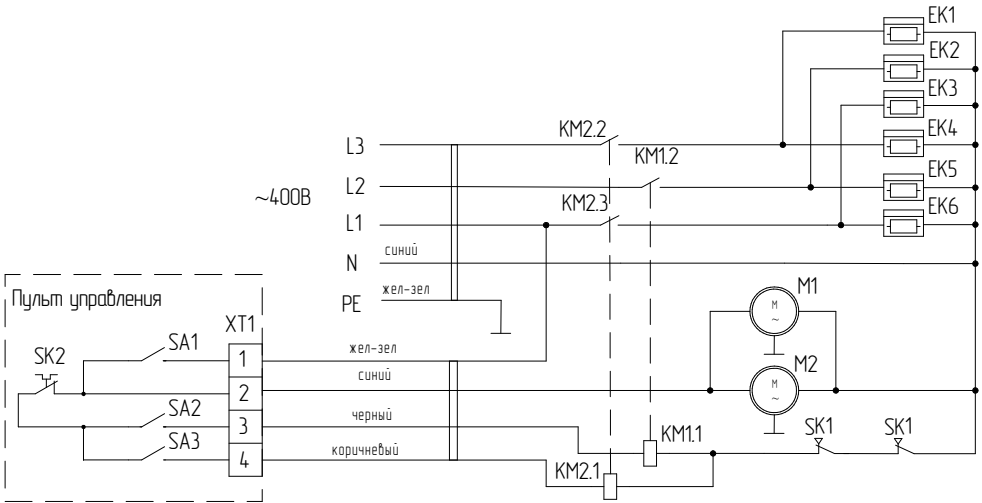 EK1
EK2
EK3
KM2.2
EK4
L3
KM1.2
EK5
L2
~400В
KM2.3
EK6
L1
синий
N
жел-зел
PE
Пульт управления
M1
M
~
XT1
SA1
жел-зел
SK2
1
синий
M2
2
M
~
SA2
черный
3
SK1
SK1
SA3
коричневый
KM1.1
4
KM2.1